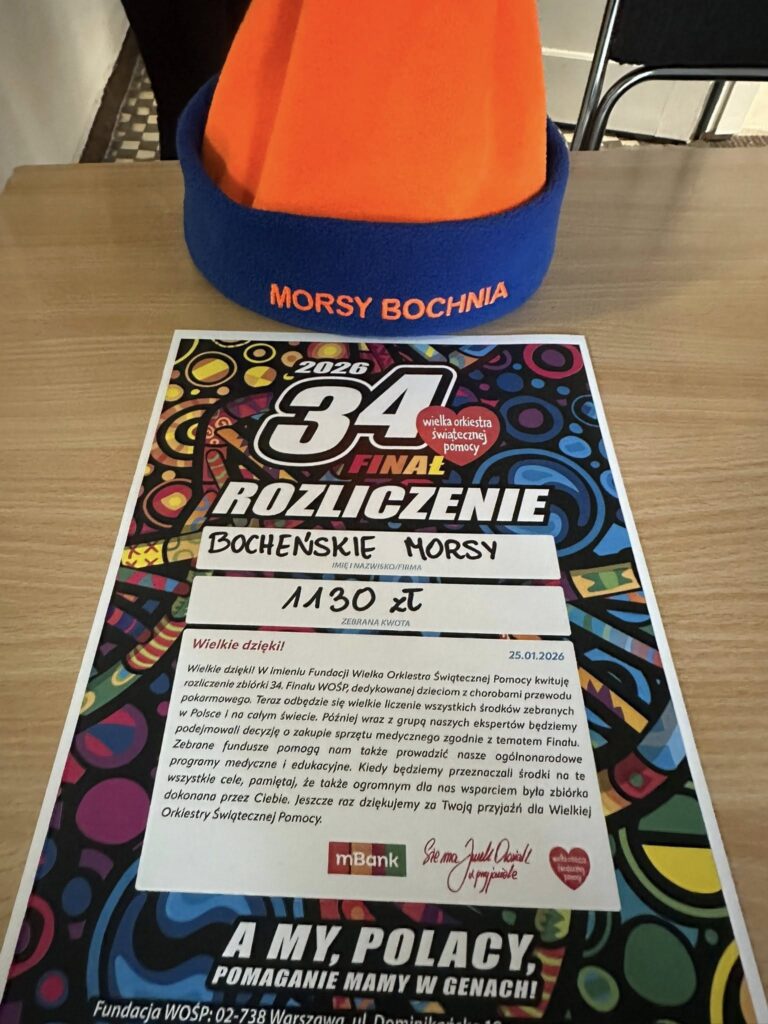 MORSY BOCHNIA
2026
34
wielka orkiestra
świątecznej
pomocy
FINAŁ
ROZLICZENIE
BOCHEŃSKIE MORSY
IMIĘ I NAZWISKO/FIRMA
1130 zł
ZEBRANA KWOTA
Wielkie dzięki!
25.01.2026
Wielkie dzięki! W imieniu Fundacji Wielka Orkiestra Świątecznej Pomocy kwituję
rozliczenie zbiórki 34. Finału WOŚP, dedykowanej dzieciom z chorobami przewodu
pokarmowego. Teraz odbędzie się wielkie liczenie wszystkich środków zebranych
w Polsce i na całym świecie. Później wraz z grupą naszych ekspertów będziemy
podejmowali decyzję o zakupie sprzętu medycznego zgodnie z tematem Finału.
Zebrane fundusze pomogą nam także prowadzić nasze ogólnonarodowe
programy medyczne i edukacyjne. Kiedy będziemy przeznaczali środki na te
wszystkie cele, pamiętaj, że także ogromnym dla nas wsparciem była zbiórka
dokonana przez Ciebie. Jeszcze raz dziękujemy za Twoją przyjaźń dla Wielkiej
Orkiestry Świątecznej Pomocy.
mBank
wielka orkiestra
świątecznej
pomocy
A MY, POLACY,
POMAGANIE MAMY W GENACH!
Fundacja WOŚP: 02-738 Warszawa, ul. Dominikańska